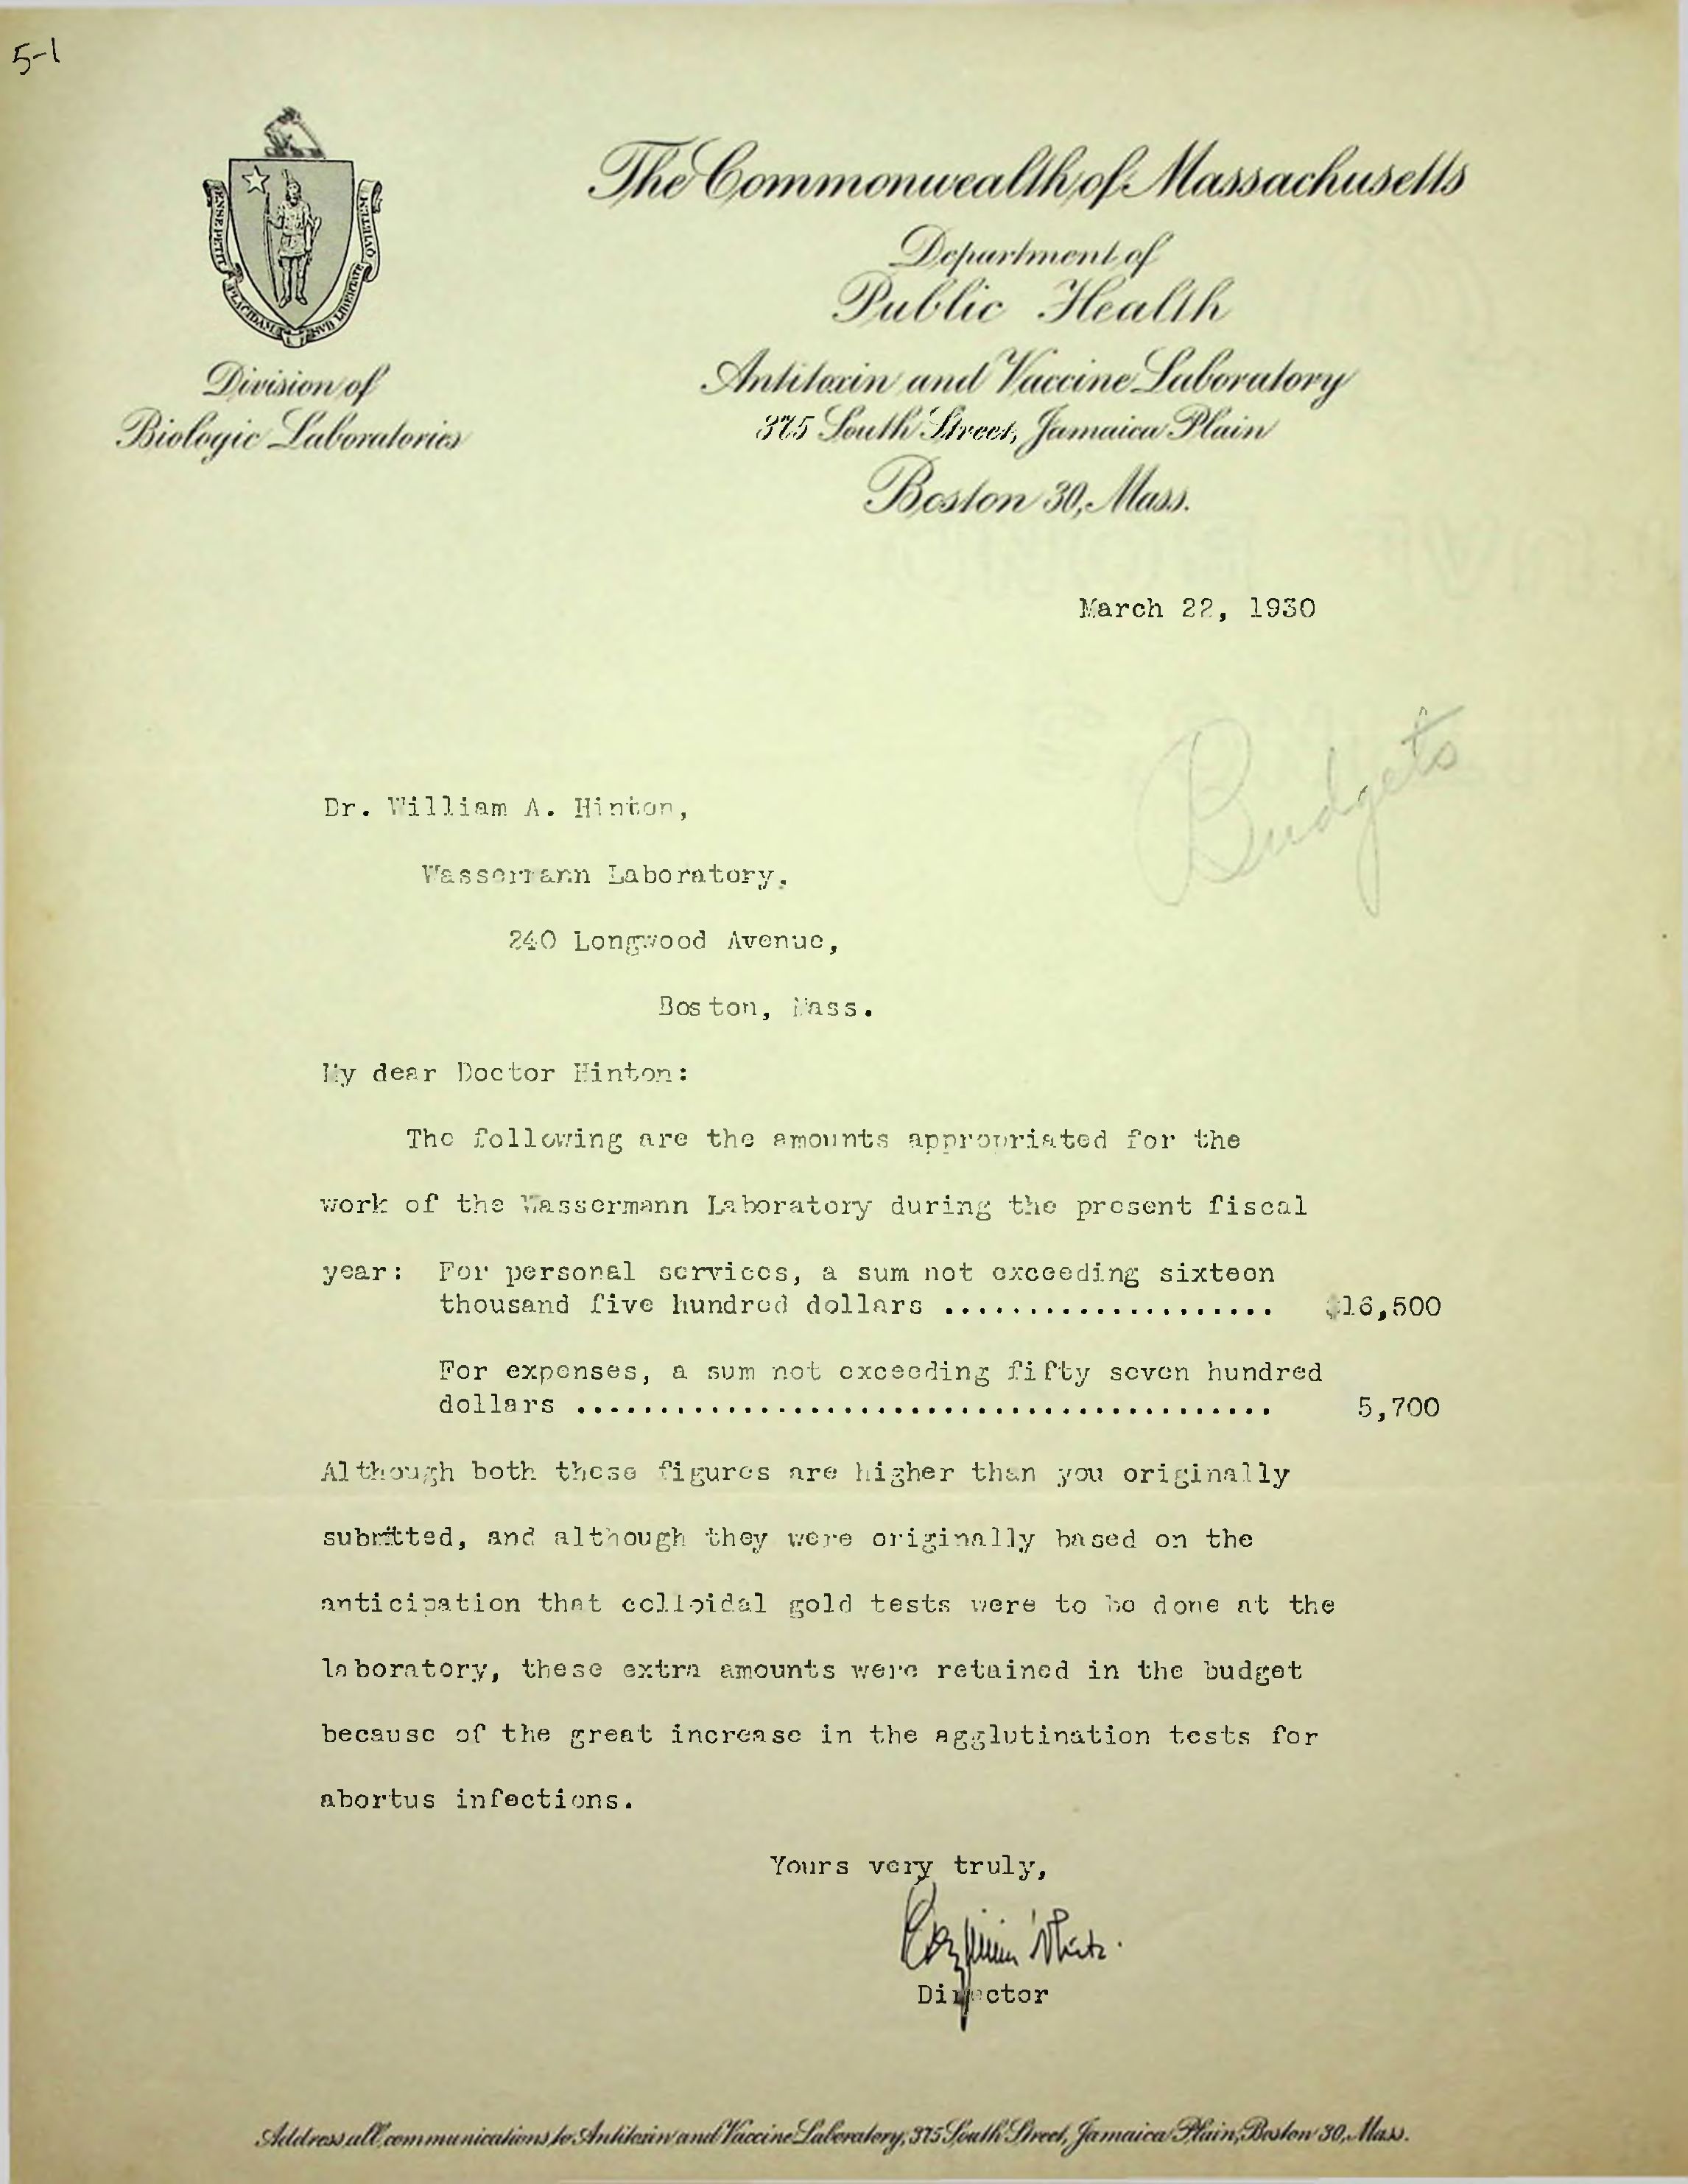 5-1
The Commonwealth of Massachusetts
Department of
Public Health
Antitoxin and Vaccine Laboratory
375 South Street, Jamaica Plain
Boston 30, Mass.
ENSE PETIT PLACIDAM SVB LIBERTATE QVIETEM
Division of
Biologic Laboratories
March 22, 1930
Budgets
Dr. William A. Hinton,
Wassermann Laboratory,
240 Longwood Avenue,
Boston, Mass.
My dear Doctor Hinton:
The following are the amounts appropriated for the
work of the Wassermann Laboratory during the present fiscal
year: For personal services, a sum not exceeding sixteen
thousand five hundred dollars .................... $16,500
For expenses, a sum not exceeding fifty seven hundred
dollars .......................................... 5,700
Although both these figures are higher than you originally
submitted, and although they were originally based on the
anticipation that colloidal gold tests were to be done at the
laboratory, these extra amounts were retained in the budget
because of the great increase in the agglutination tests for
abortus infections.
Yours very truly,
Benjamin White.
Director
Address all communications to Antitoxin and Vaccine Laboratory, 375 South Street, Jamaica Plain, Boston 30, Mass.